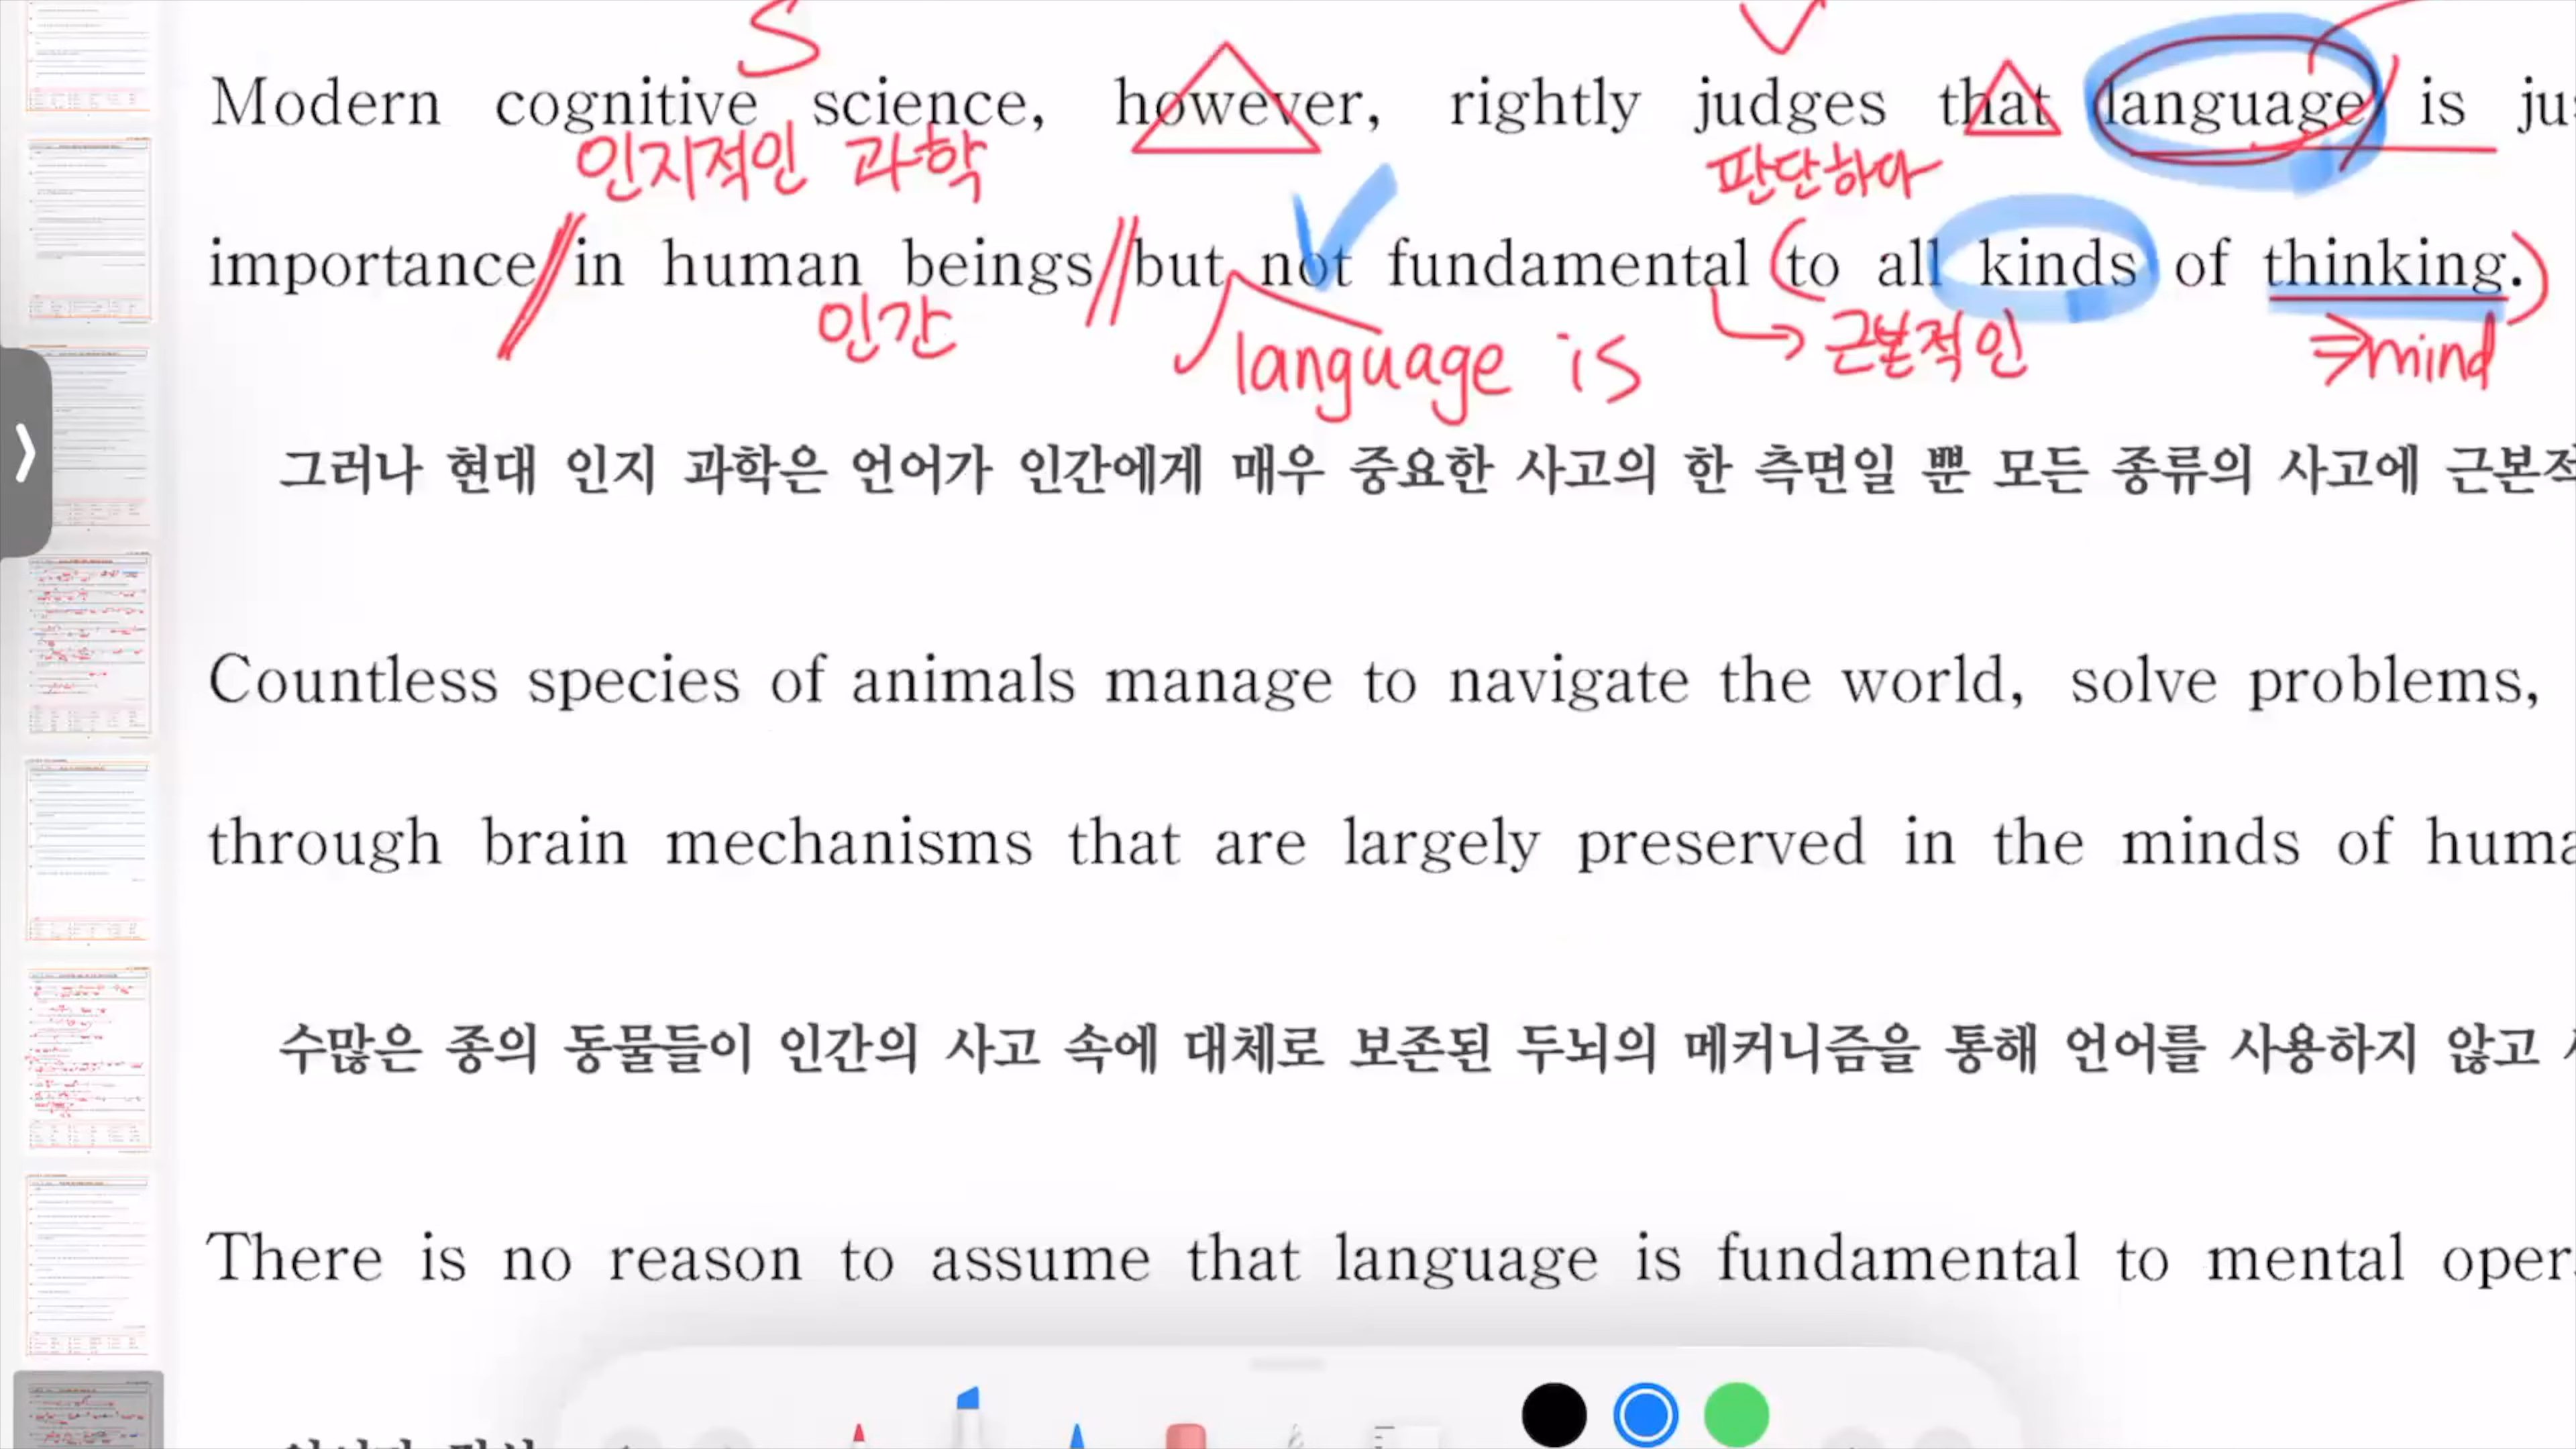 S V
Modern cognitive science, however, rightly judges that language is
인지적인 과학 판단하다
importance in human beings but not fundamental (to all kinds of thinking.)
인간 language is → 근본적인 ⇒mind
그러나 현대 인지 과학은 언어가 인간에게 매우 중요한 사고의 한 측면일 뿐 모든 종류의 사고에
Countless species of animals manage to navigate the world, solve problems,
through brain mechanisms that are largely preserved in the minds of
수많은 종의 동물들이 인간의 사고 속에 대체로 보존된 두뇌의 메커니즘을 통해 언어를 사용하지 않고
There is no reason to assume that language is fundamental to mental